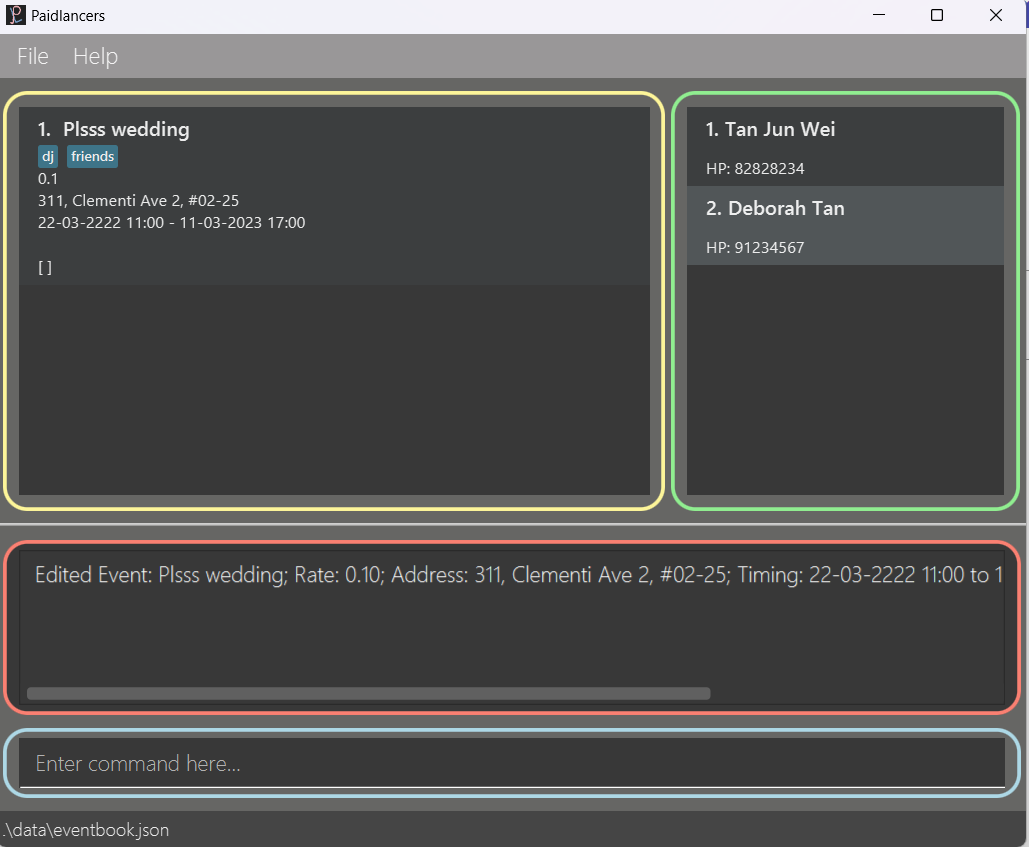 Paidlancers
File Help
1. Plsss wedding
dj friends
0.1
311, Clementi Ave 2, #02-25
22-03-2222 11:00 - 11-03-2023 17:00
[ ]
1. Tan Jun Wei
HP: 82828234
2. Deborah Tan
HP: 91234567
Edited Event: Plsss wedding; Rate: 0.10; Address: 311, Clementi Ave 2, #02-25; Timing: 22-03-2222 11:00 to 1
Enter command here...
.\data\eventbook.json